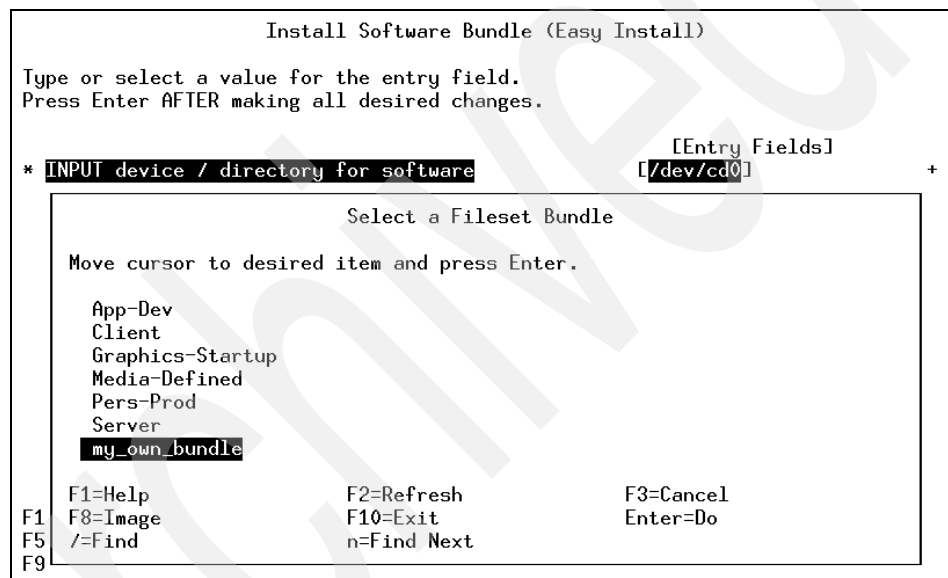 Install Software Bundle (Easy Install)
Type or select a value for the entry field.
Press Enter AFTER making all desired changes.
[Entry Fields]
* INPUT device / directory for software [/dev/cd0] +
Select a Fileset Bundle
Move cursor to desired item and press Enter.
App-Dev
Client
Graphics-Startup
Media-Defined
Pers-Prod
Server
my_own_bundle
F1=Help F2=Refresh F3=Cancel
F1 F8=Image F10=Exit Enter=Do
F5 /=Find n=Find Next
F9